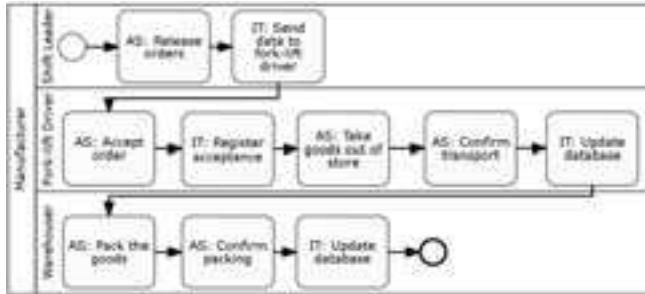 Manufacturer
Shift Leader
AS: Release
orders
IT: Send
data to
fork-lift
driver
Fork-lift Driver
AS: Accept
order
IT: Register
acceptance
AS: Take
goods out of
store
AS: Confirm
transport
IT: Update
database
Warehouser
AS: Pack the
goods
AS: Confirm
packing
IT: Update
database